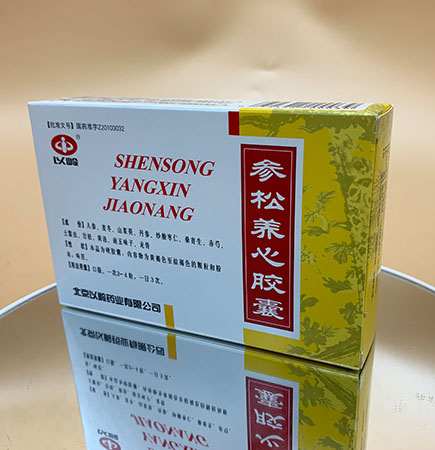 【批准文号】国药准字Z20103032
®
以岭
SHENSONG
YANGXIN
JIAONANG
参松养心胶囊
【成 份】人参、麦冬、山茱萸、丹参、炒酸枣仁、桑寄生、赤芍、
土鳖虫、甘松、黄连、南五味子、龙骨
【性 状】本品为硬胶囊，内容物为黄褐色至棕褐色的颗粒和粉
末，味苦。
【用法用量】口服。一次2~4粒，一日3次。
北京以岭药业有限公司